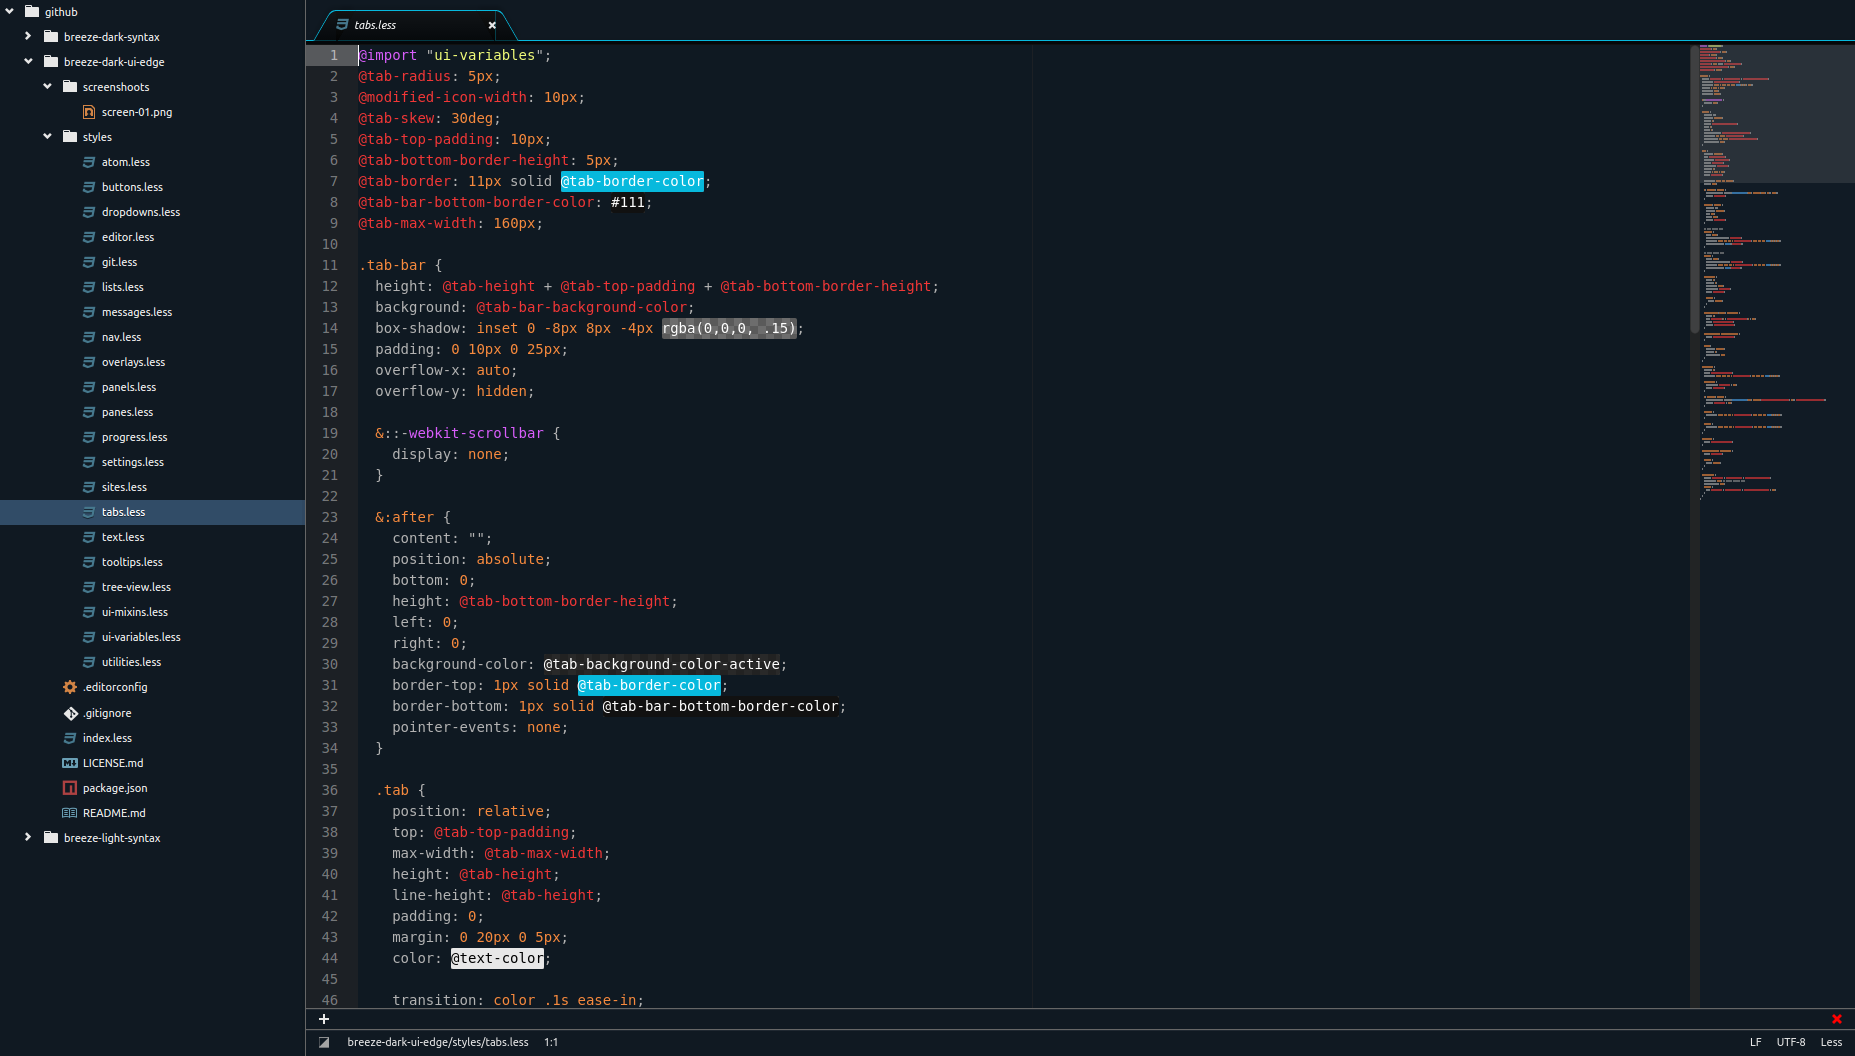 github
breeze-dark-syntax
breeze-dark-ui-edge
screenshoots
screen-01.png
styles
atom.less
buttons.less
dropdowns.less
editor.less
git.less
lists.less
messages.less
nav.less
overlays.less
panels.less
panes.less
progress.less
settings.less
sites.less
tabs.less
text.less
tooltips.less
tree-view.less
ui-mixins.less
ui-variables.less
utilities.less
.editorconfig
.gitignore
index.less
LICENSE.md
package.json
README.md
breeze-light-syntax
tabs.less
1 @import "ui-variables";
2 @tab-radius: 5px;
3 @modified-icon-width: 10px;
4 @tab-skew: 30deg;
5 @tab-top-padding: 10px;
6 @tab-bottom-border-height: 5px;
7 @tab-border: 11px solid @tab-border-color;
8 @tab-bar-bottom-border-color: #111;
9 @tab-max-width: 160px;
10
11 .tab-bar {
12 height: @tab-height + @tab-top-padding + @tab-bottom-border-height;
13 background: @tab-bar-background-color;
14 box-shadow: inset 0 -8px 8px -4px rgba(0,0,0, .15);
15 padding: 0 10px 0 25px;
16 overflow-x: auto;
17 overflow-y: hidden;
18
19 &::-webkit-scrollbar {
20 display: none;
21 }
22
23 &:after {
24 content: "";
25 position: absolute;
26 bottom: 0;
27 height: @tab-bottom-border-height;
28 left: 0;
29 right: 0;
30 background-color: @tab-background-color-active;
31 border-top: 1px solid @tab-border-color;
32 border-bottom: 1px solid @tab-bar-bottom-border-color;
33 pointer-events: none;
34 }
35
36 .tab {
37 position: relative;
38 top: @tab-top-padding;
39 max-width: @tab-max-width;
40 height: @tab-height;
41 line-height: @tab-height;
42 padding: 0;
43 margin: 0 20px 0 5px;
44 color: @text-color;
45
46 transition: color .1s ease-in;
breeze-dark-ui-edge/styles/tabs.less 1:1 LF UTF-8 Less